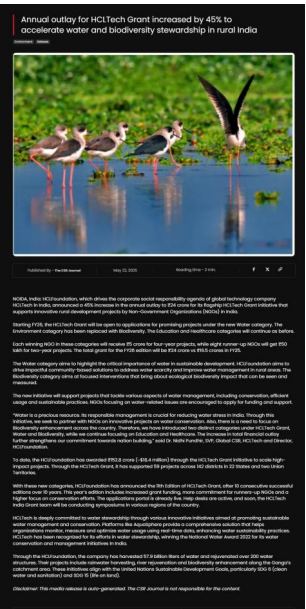 Annual outlay for HCLTech Grant increased by 45% to
accelerate water and biodiversity stewardship in rural India
Published By - The CSR Journal
May 23, 2025
Reading time - 2 min.
NOIDA, India: HCLFoundation, which drives the corporate social responsibility agenda of global technology company
HCLTech in India, announced a 45% increase in the annual outlay to ₹24 crore for its flagship HCLTech Grant initiative that
supports innovative rural development projects by Non-Government Organizations (NGOs) in India.
Starting FY26, the HCLTech Grant will be open to applications for promising projects under the new Water category. The
Environment category has been replaced with Biodiversity. The Education and Healthcare categories will continue as before.
Each winning NGO in these categories will receive ₹5 crore for four-year projects, while eight runner-up NGOs will get ₹50
lakh for two-year projects. The total grant for the FY26 edition will be ₹24 crore vs ₹16.5 crores in FY25.
The Water category aims to highlight the critical importance of water in sustainable development. HCLFoundation aims to
drive impactful community-based solutions to address water scarcity and improve water management in rural areas. The
Biodiversity category aims at focused interventions that bring about ecological biodiversity impact that can be seen and
measured.
The new initiative will support projects that tackle various aspects of water management, including conservation, efficient
usage and sustainable practices. NGOs focusing on water-related issues are encouraged to apply for funding and support.
"Water is a precious resource. Its responsible management is crucial for reducing water stress in India. Through this
initiative, we seek to partner with NGOs on innovative projects on water conservation. Also, there is a need to focus on
Biodiversity enhancement across the country. Therefore, we have introduced two distinct categories under HCLTech Grant,
Water and Biodiversity, while we continue focusing on Education and Healthcare. The increase in total financial outlay
further strengthens our commitment towards nation building," said Dr. Nidhi Pundhir, SVP, Global CSR, HCLTech and Director,
HCLFoundation.
To date, the HCLFoundation has awarded ₹152.8 crore (~$18.4 million) through the HCLTech Grant initiative to scale high-
impact projects. Through the HCLTech Grant, it has supported 59 projects across 142 districts in 22 States and two Union
Territories.
With these new categories, HCLFoundation has announced the 11th Edition of HCLTech Grant, after 10 consecutive successful
editions over 10 years. This year's edition includes increased grant funding, more commitment for runners-up NGOs and a
higher focus on conservation efforts. The applications portal is already live. Help desks are active, and soon, the HCLTech
India Grant team will be conducting symposiums in various regions of the country.
HCLTech is deeply committed to water stewardship through various innovative initiatives aimed at promoting sustainable
water management and conservation. Platforms like AquaSphere provide a comprehensive solution that helps
organizations monitor, measure and optimize water usage using real-time data, enhancing water sustainability practices.
HCLTech has been recognized for its efforts in water stewardship, winning the National Water Award 2022 for its water
conservation and management initiatives in India.
Through the HCLFoundation, the company has harvested 57.9 billion liters of water and rejuvenated over 200 water
structures. Their projects include rainwater harvesting, river rejuvenation and biodiversity enhancement along the Ganga's
catchment area. These initiatives align with the United Nations Sustainable Development Goals, particularly SDG 6 (clean
water and sanitation) and SDG 15 (life on land).
Disclaimer: This media release is auto-generated. The CSR Journal is not responsible for the content.